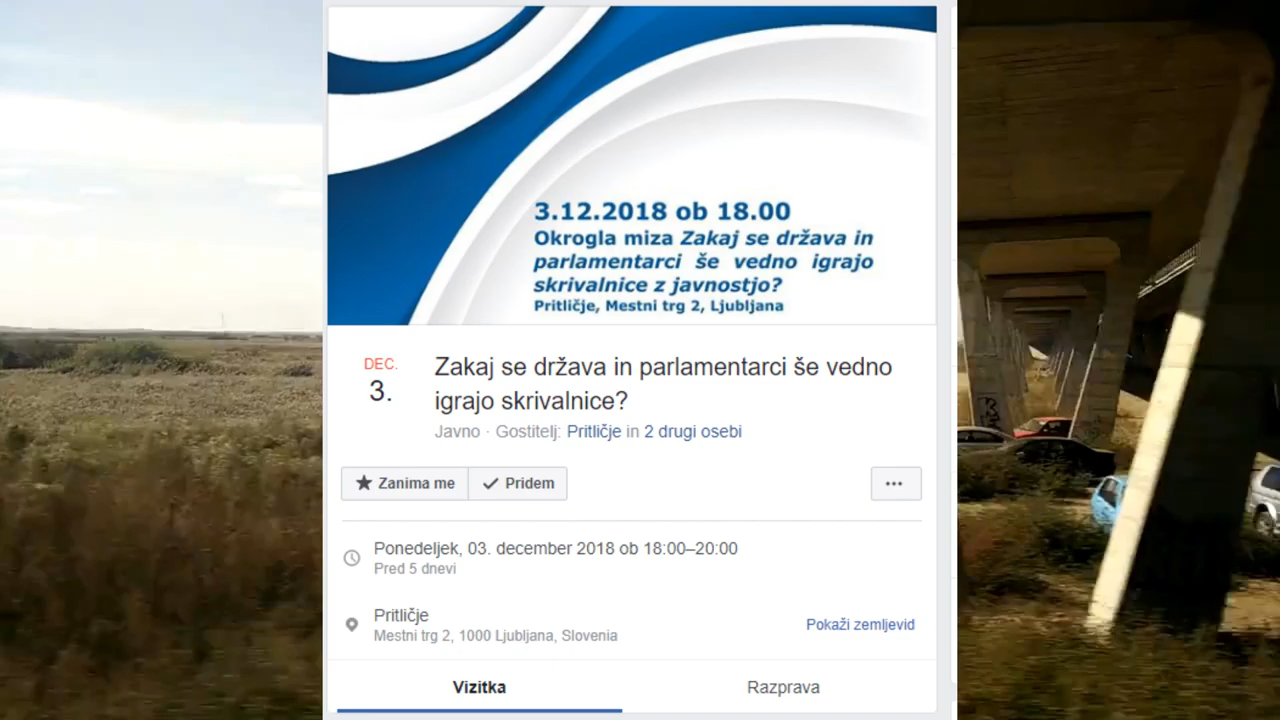 3.12.2018 ob 18.00
Okrogla miza Zakaj se država in
parlamentarci še vedno igrajo
skrivalnice z javnostjo?
Pritličje, Mestni trg 2, Ljubljana
DEC.
3.
Zakaj se država in parlamentarci še vedno
igrajo skrivalnice?
Javno · Gostitelj: Pritličje in 2 drugi osebi
Zanima me
Pridem
Ponedeljek, 03. december 2018 ob 18:00–20:00
Pred 5 dnevi
Pritličje
Mestni trg 2, 1000 Ljubljana, Slovenia
Pokaži zemljevid
Vizitka
Razprava